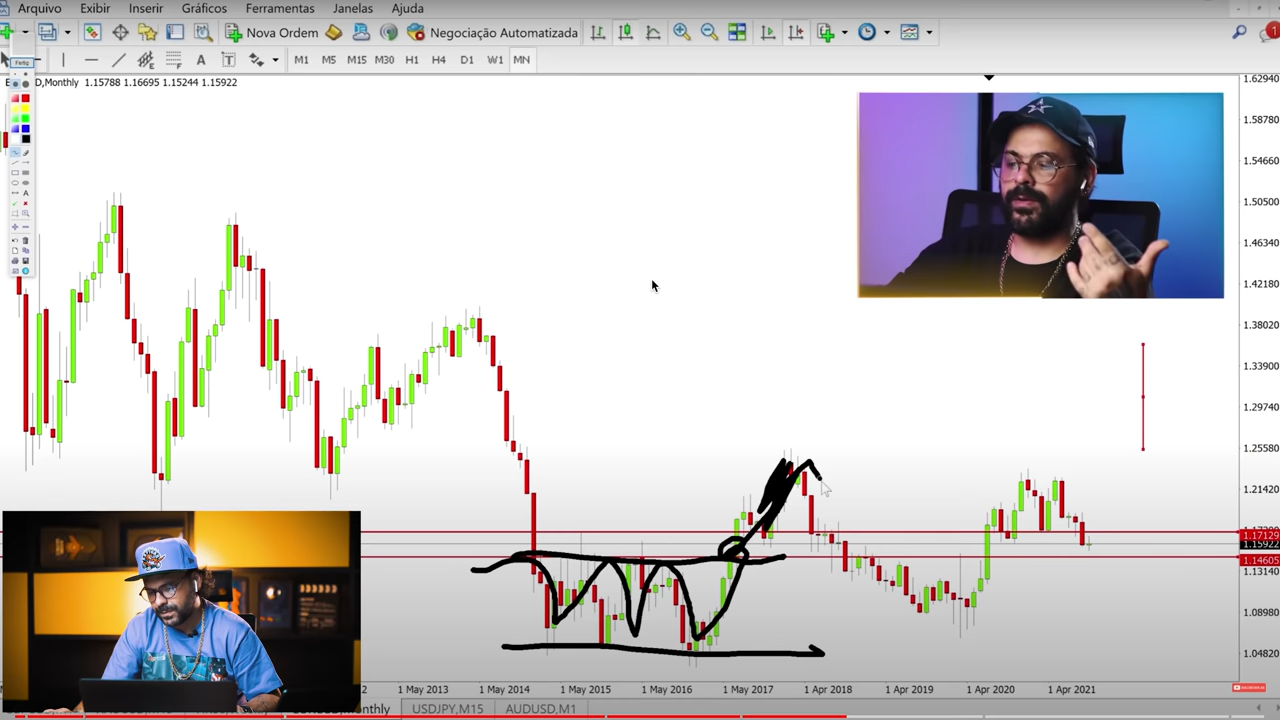 Arquivo Exibir Inserir Gráficos Ferramentas Janelas Ajuda
Nova Ordem Negociação Automatizada
A T M1 M5 M15 M30 H1 H4 D1 W1 MN
D,Monthly 1.15788 1.16695 1.15244 1.15922
Fertig
A
1.62940
1.58780
1.54660
1.50500
1.46340
1.42180
1.38020
1.33900
1.29740
1.25580
1.21420
1.17129
1.15922
1.14605
1.13140
1.08980
1.04820
2 1 May 2013 1 May 2014 1 May 2015 1 May 2016 1 May 2017 1 Apr 2018 1 Apr 2019 1 Apr 2020 1 Apr 2021
Monthly USDJPY,M15 AUDUSD,M1